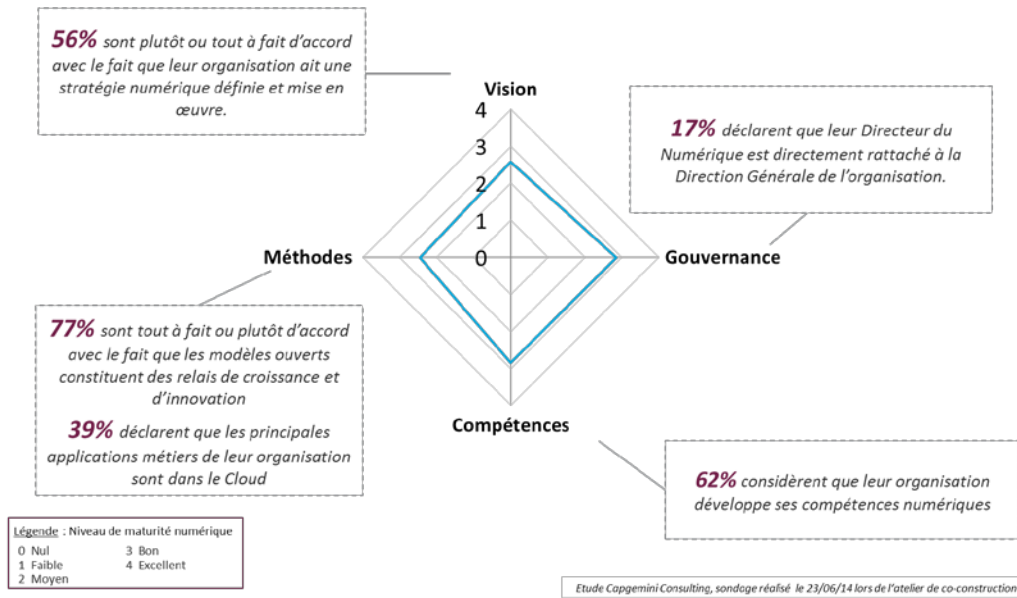 56% sont plutôt ou tout à fait d'accord
avec le fait que leur organisation ait une
stratégie numérique définie et mise en
œuvre.
Vision
4
3
2
1
0
17% déclarent que leur Directeur du
Numérique est directement rattaché à la
Direction Générale de l'organisation.
Méthodes
Gouvernance
77% sont tout à fait ou plutôt d'accord
avec le fait que les modèles ouverts
constituent des relais de croissance et
d'innovation
39% déclarent que les principales
applications métiers de leur organisation
sont dans le Cloud
Compétences
62% considèrent que leur organisation
développe ses compétences numériques
Légende : Niveau de maturité numérique
0 Nul 3 Bon
1 Faible 4 Excellent
2 Moyen
Etude Capgemini Consulting, sondage réalisé le 23/06/14 lors de l'atelier de co-construction